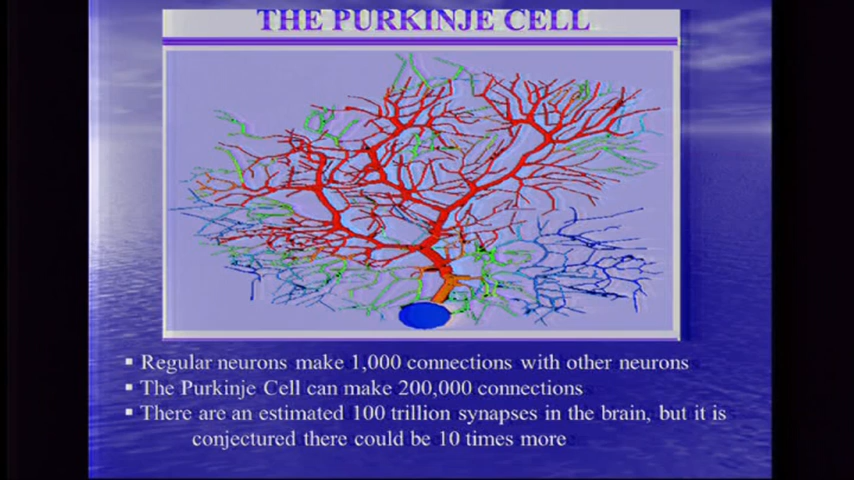 THE PURKINJE CELL
▪ Regular neurons make 1,000 connections with other neurons
▪ The Purkinje Cell can make 200,000 connections
▪ There are an estimated 100 trillion synapses in the brain, but it is
conjectured there could be 10 times more